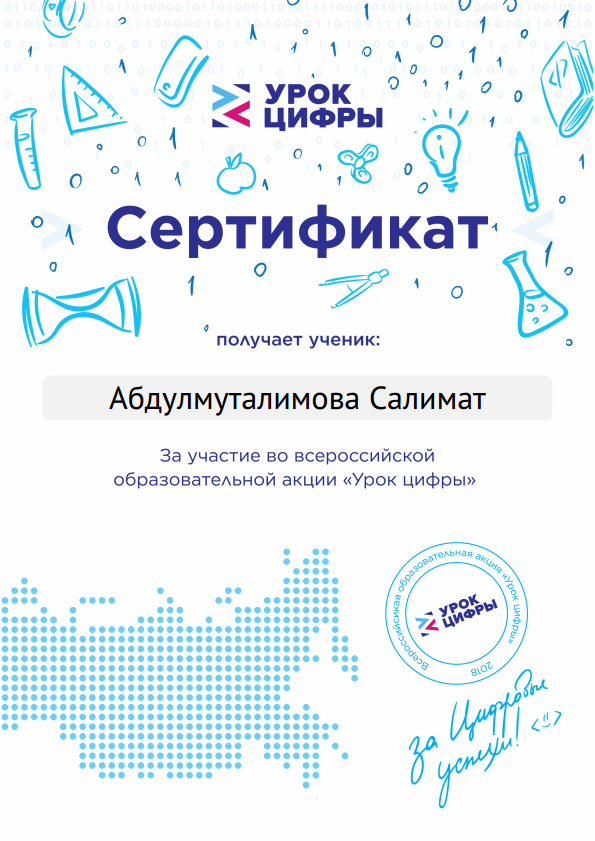 УРОК
ЦИФРЫ
Сертификат
получает ученик:
Абдулмуталимова Салимат
За участие во всероссийской
образовательной акции «Урок цифры»
Всероссийсикая образовательная акция «Урок цифры»
УРОК
ЦИФРЫ
2018
за Цифровые
успехи! <(!!)>